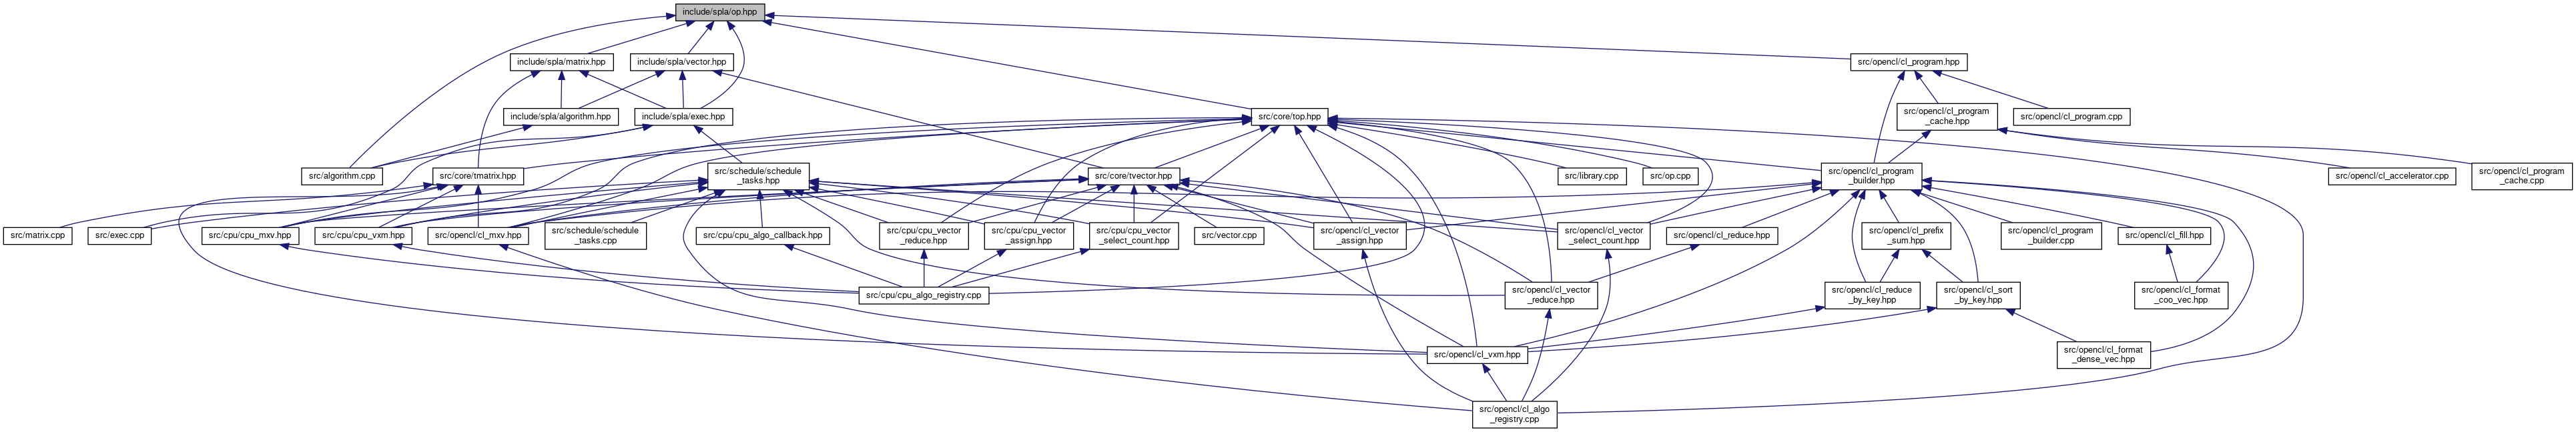 include/spla/op.hpp
include/spla/matrix.hpp
include/spla/vector.hpp
src/opencl/cl_program.hpp
include/spla/algorithm.hpp
include/spla/exec.hpp
src/core/top.hpp
src/opencl/cl_program
_cache.hpp
src/opencl/cl_program.cpp
src/algorithm.cpp
src/core/tmatrix.hpp
src/schedule/schedule
_tasks.hpp
src/core/tvector.hpp
src/library.cpp
src/op.cpp
src/opencl/cl_program
_builder.hpp
src/opencl/cl_accelerator.cpp
src/opencl/cl_program
_cache.cpp
src/matrix.cpp
src/exec.cpp
src/cpu/cpu_mxv.hpp
src/cpu/cpu_vxm.hpp
src/opencl/cl_mxv.hpp
src/schedule/schedule
_tasks.cpp
src/cpu/cpu_algo_callback.hpp
src/cpu/cpu_vector
_reduce.hpp
src/cpu/cpu_vector
_assign.hpp
src/cpu/cpu_vector
_select_count.hpp
src/vector.cpp
src/opencl/cl_vector
_assign.hpp
src/opencl/cl_vector
_select_count.hpp
src/opencl/cl_reduce.hpp
src/opencl/cl_prefix
_sum.hpp
src/opencl/cl_program
_builder.cpp
src/opencl/cl_fill.hpp
src/cpu/cpu_algo_registry.cpp
src/opencl/cl_vector
_reduce.hpp
src/opencl/cl_reduce
_by_key.hpp
src/opencl/cl_sort
_by_key.hpp
src/opencl/cl_format
_coo_vec.hpp
src/opencl/cl_vxm.hpp
src/opencl/cl_format
_dense_vec.hpp
src/opencl/cl_algo
_registry.cpp